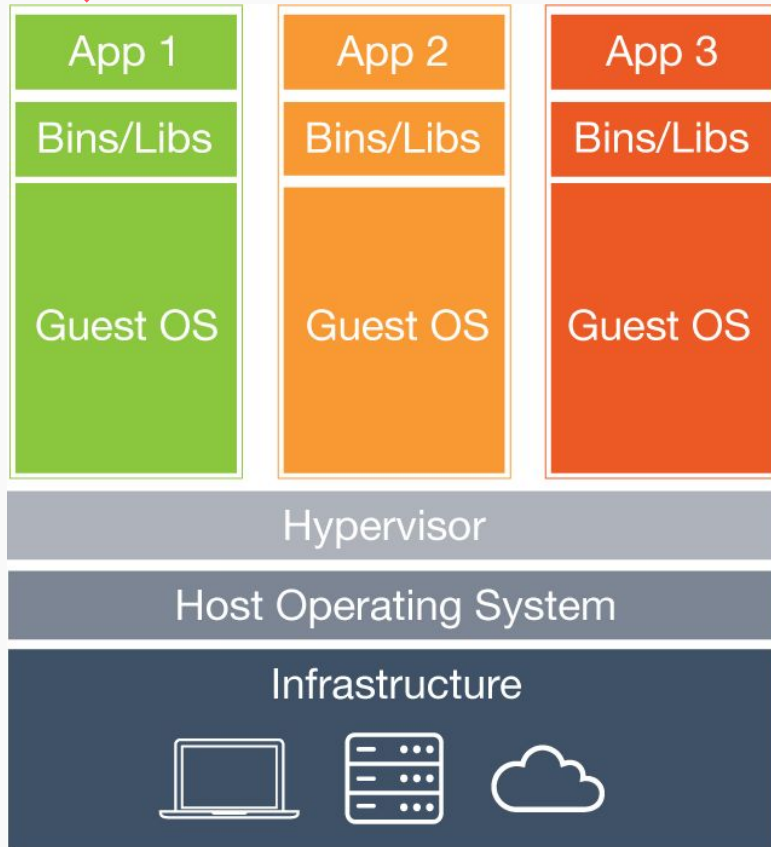 App 1
App 2
App 3
Bins/Libs
Bins/Libs
Bins/Libs
Guest OS
Guest OS
Guest OS
Hypervisor
Host Operating System
Infrastructure